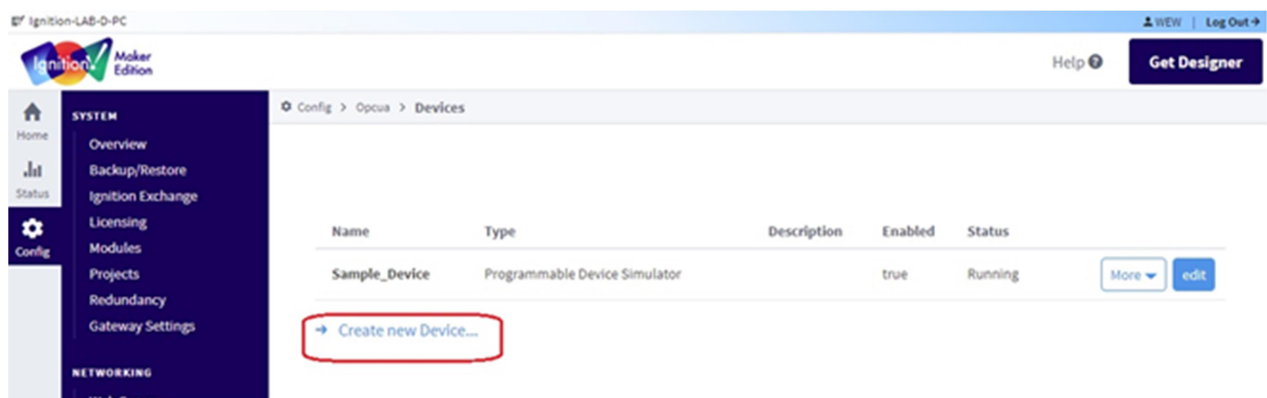 Ignition-LAB-D-PC
WEW | Log Out
Ignition! Maker Edition
Help
Get Designer
Home
Status
Config
SYSTEM
Overview
Backup/Restore
Ignition Exchange
Licensing
Modules
Projects
Redundancy
Gateway Settings
NETWORKING
Config > Opcua > Devices
Name Type Description Enabled Status
Sample_Device Programmable Device Simulator true Running More edit
→ Create new Device...